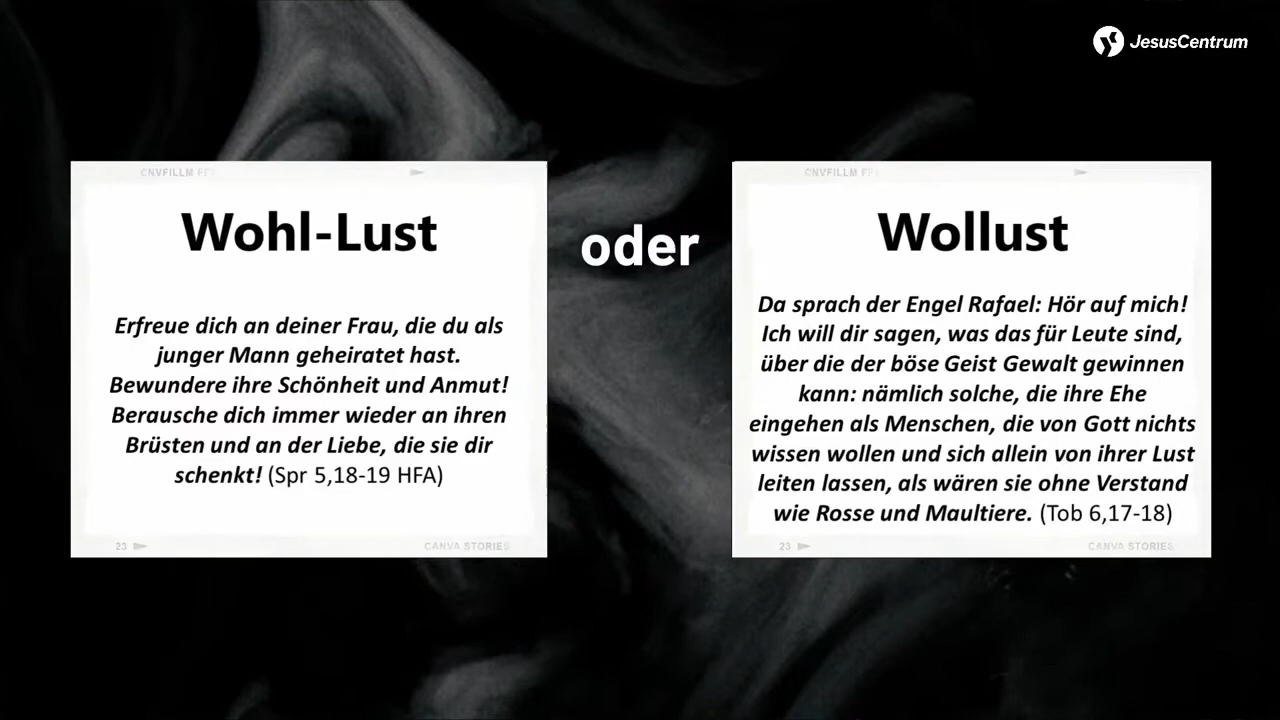 JesusCentrum
CNVFILLM
Wohl-Lust
Erfreue dich an deiner Frau, die du als
junger Mann geheiratet hast.
Bewundere ihre Schönheit und Anmut!
Berausche dich immer wieder an ihren
Brüsten und an der Liebe, die sie dir
schenkt! (Spr 5,18-19 HFA)
23
CANVA STORIES
oder
CNVFILLM
Wollust
Da sprach der Engel Rafael: Hör auf mich!
Ich will dir sagen, was das für Leute sind,
über die der böse Geist Gewalt gewinnen
kann: nämlich solche, die ihre Ehe
eingehen als Menschen, die von Gott nichts
wissen wollen und sich allein von ihrer Lust
leiten lassen, als wären sie ohne Verstand
wie Rosse und Maultiere. (Tob 6,17-18)
23
CANVA STORIES